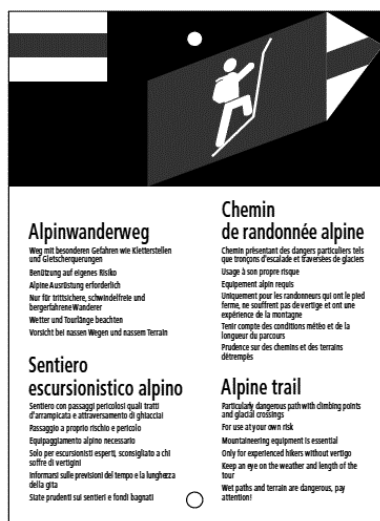 Alpinwanderweg
Weg mit besonderen Gefahren wie Kletterstellen
und Gletscherquerungen
Benützung auf eigenes Risiko
Alpine Ausrüstung erforderlich
Nur für trittsichere, schwindelfreie und
bergerfahrene Wanderer
Wetter und Tourlänge beachten
Vorsicht bei nassen Wegen und nassem Terrain
Chemin
de randonnée alpine
Chemin présentant des dangers particuliers tels
que tronçons d'escalade et traversées de glaciers
Usage à son propre risque
Equipement alpin requis
Uniquement pour les randonneurs qui ont le pied
ferme, ne souffrent pas de vertige et ont une
expérience de la montagne
Tenir compte des conditions météo et de la
longueur du parcours
Prudence sur des chemins et des terrains
détrempés
Sentiero
escursionistico alpino
Sentiero con passaggi pericolosi quali tratti
d'arrampicata e attraversamento di ghiacciai
Passaggio a proprio rischio e pericolo
Equipaggiamento alpino necessario
Solo per escursionisti esperti, sconsigliato a chi
soffre di vertigini
Informarsi sulle previsioni del tempo e la lunghezza
della gita
State prudenti sui sentieri e fondi bagnati
Alpine trail
Particularly dangerous path with climbing points
and glacial crossings
For use at your own risk
Mountaineering equipment is essential
Only for experienced hikers without vertigo
Keep an eye on the weather and length of the
tour
Wet paths and terrain are dangerous, pay
attention!